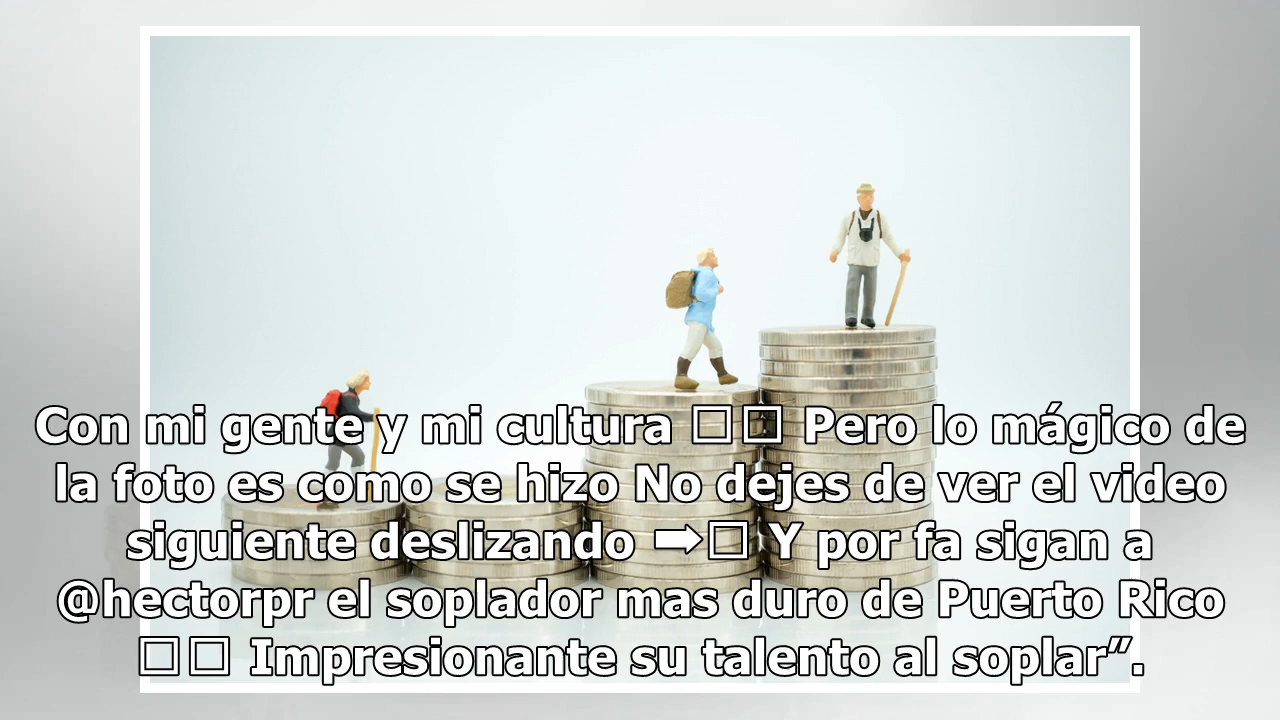 Con mi gente y mi cultura □□ Pero lo mágico de
la foto es como se hizo No dejes de ver el video
siguiente deslizando ➡□ Y por fa sigan a
@hectorpr el soplador mas duro de Puerto Rico
□□ Impresionante su talento al soplar”.